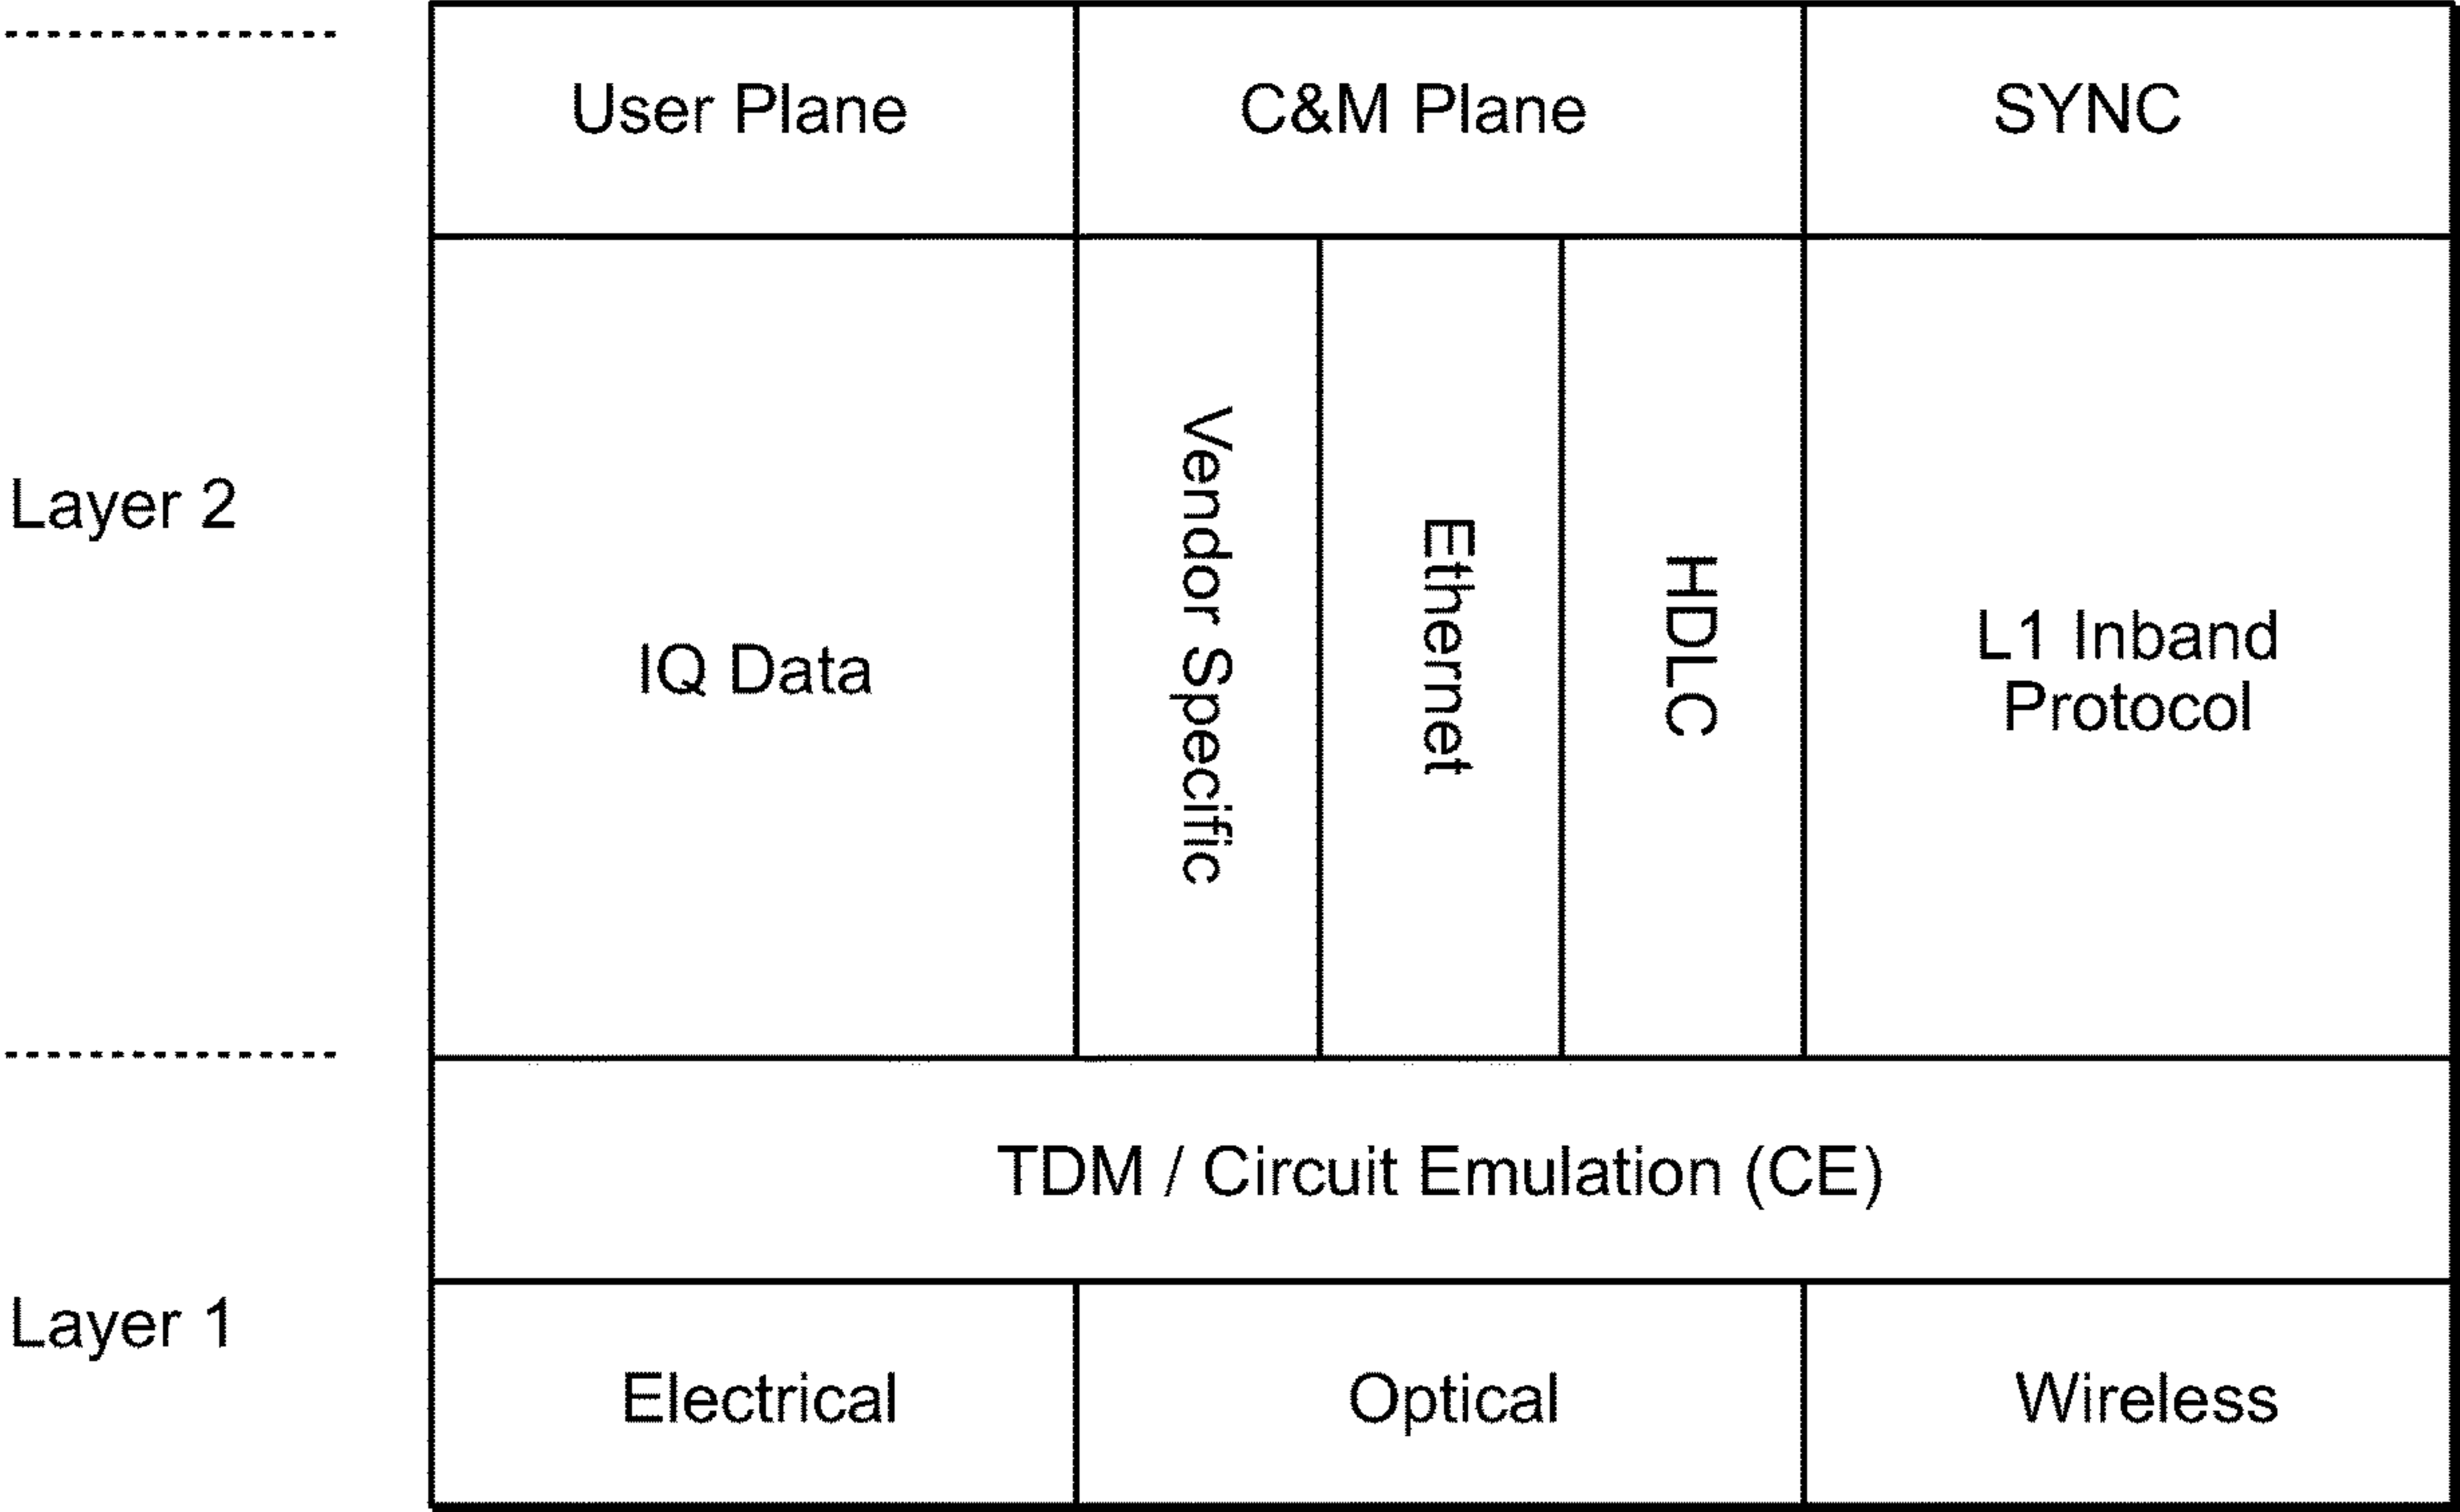 User Plane
C&M Plane
SYNC
Layer 2
IQ Data
Vendor Specific
Ethernet
HDLC
L1 Inband
Protocol
TDM / Circuit Emulation (CE)
Layer 1
Electrical
Optical
Wireless